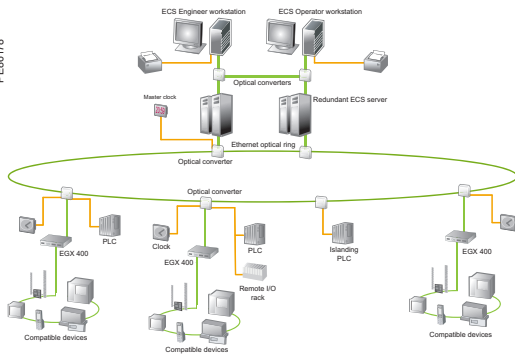 ECS Engineer workstation
ECS Operator workstation
Optical converters
Master clock
Redundant ECS server
Ethernet optical ring
Optical converter
Optical converter
PLC
EGX 400
Clock
PLC
EGX 400
Remote I/O
rack
Islanding
PLC
EGX 400
Compatible devices
Compatible devices
Compatible devices